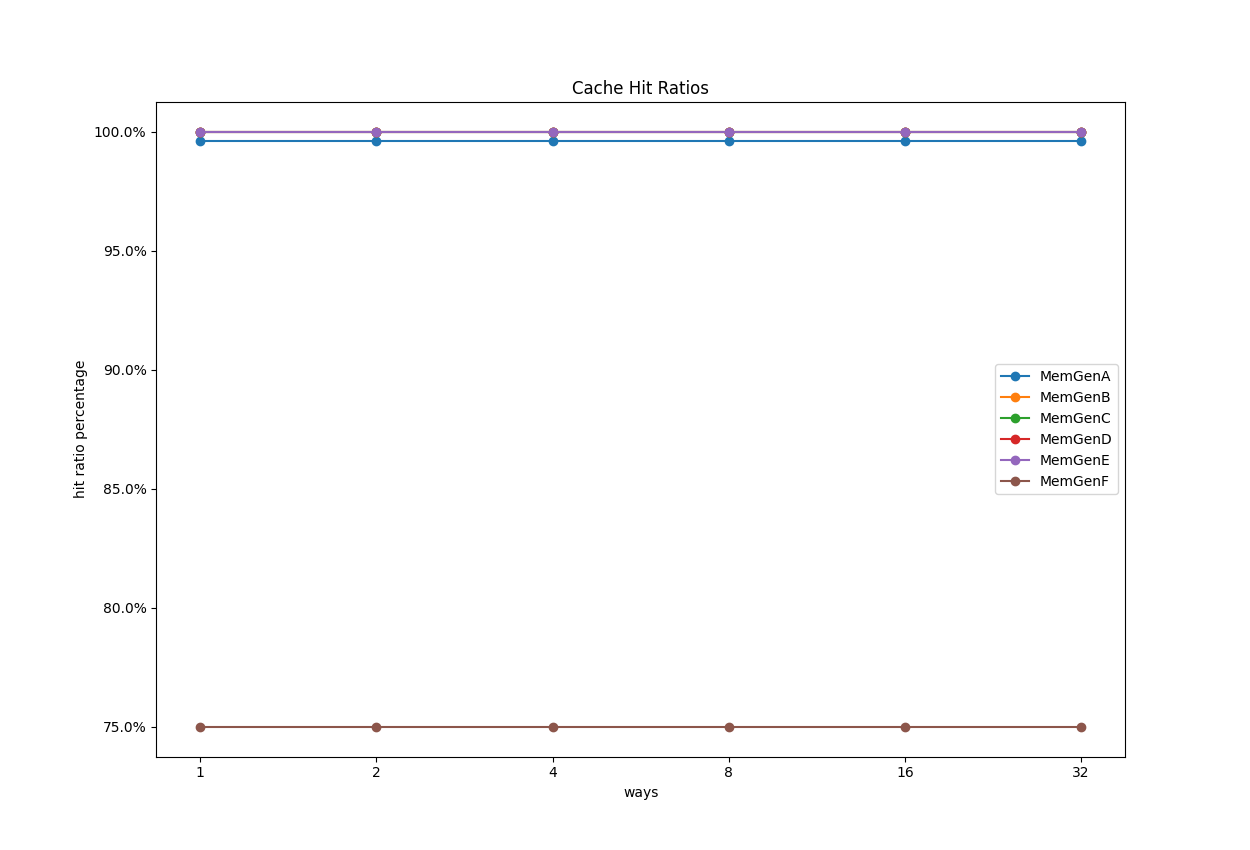 Cache Hit Ratios
100.0%
95.0%
90.0%
85.0%
80.0%
75.0%
hit ratio percentage
MemGenA
MemGenB
MemGenC
MemGenD
MemGenE
MemGenF
1 2 4 8 16 32
ways